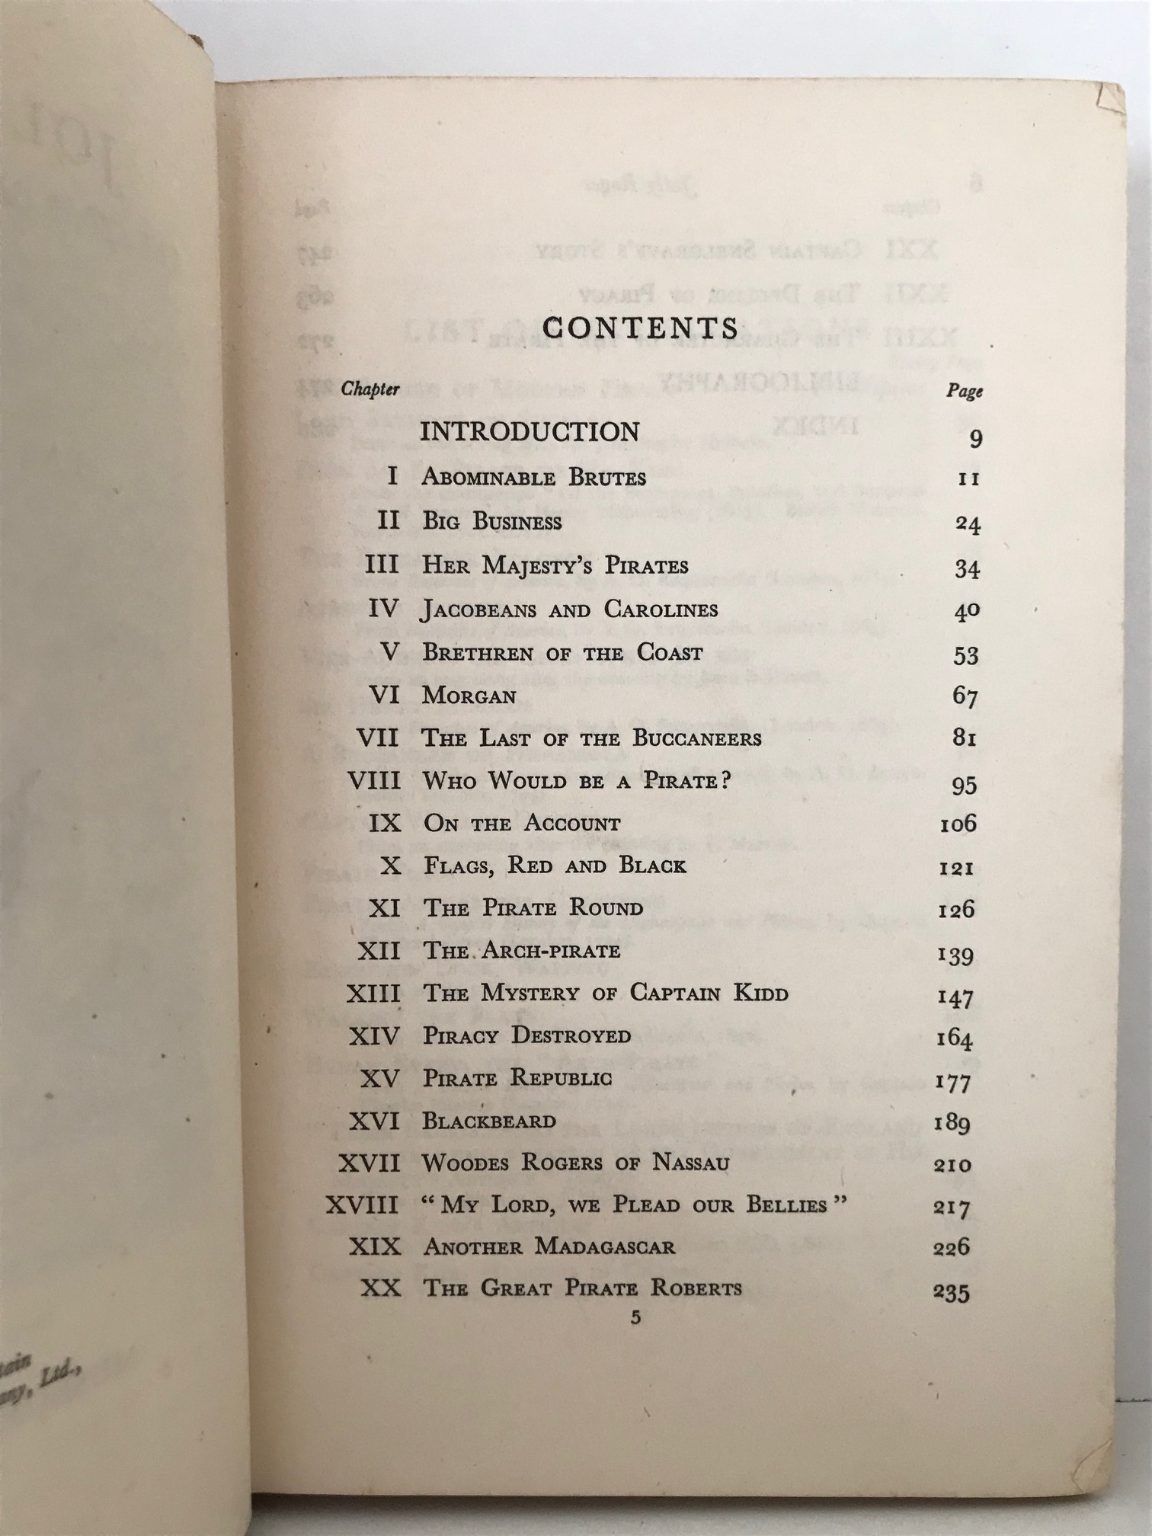 CONTENTS
Chapter Page
INTRODUCTION 9
I ABOMINABLE BRUTES 11
II BIG BUSINESS 24
III HER MAJESTY'S PIRATES 34
IV JACOBEANS AND CAROLINES 40
V BRETHREN OF THE COAST 53
VI MORGAN 67
VII THE LAST OF THE BUCCANEERS 81
VIII WHO WOULD BE A PIRATE? 95
IX ON THE ACCOUNT 106
X FLAGS, RED AND BLACK 121
XI THE PIRATE ROUND 126
XII THE ARCH-PIRATE 139
XIII THE MYSTERY OF CAPTAIN KIDD 147
XIV PIRACY DESTROYED 164
XV PIRATE REPUBLIC 177
XVI BLACKBEARD 189
XVII WOODES ROGERS OF NASSAU 210
XVIII “MY LORD, WE PLEAD OUR BELLIES” 217
XIX ANOTHER MADAGASCAR 226
XX THE GREAT PIRATE ROBERTS 235
5
Ltd.,